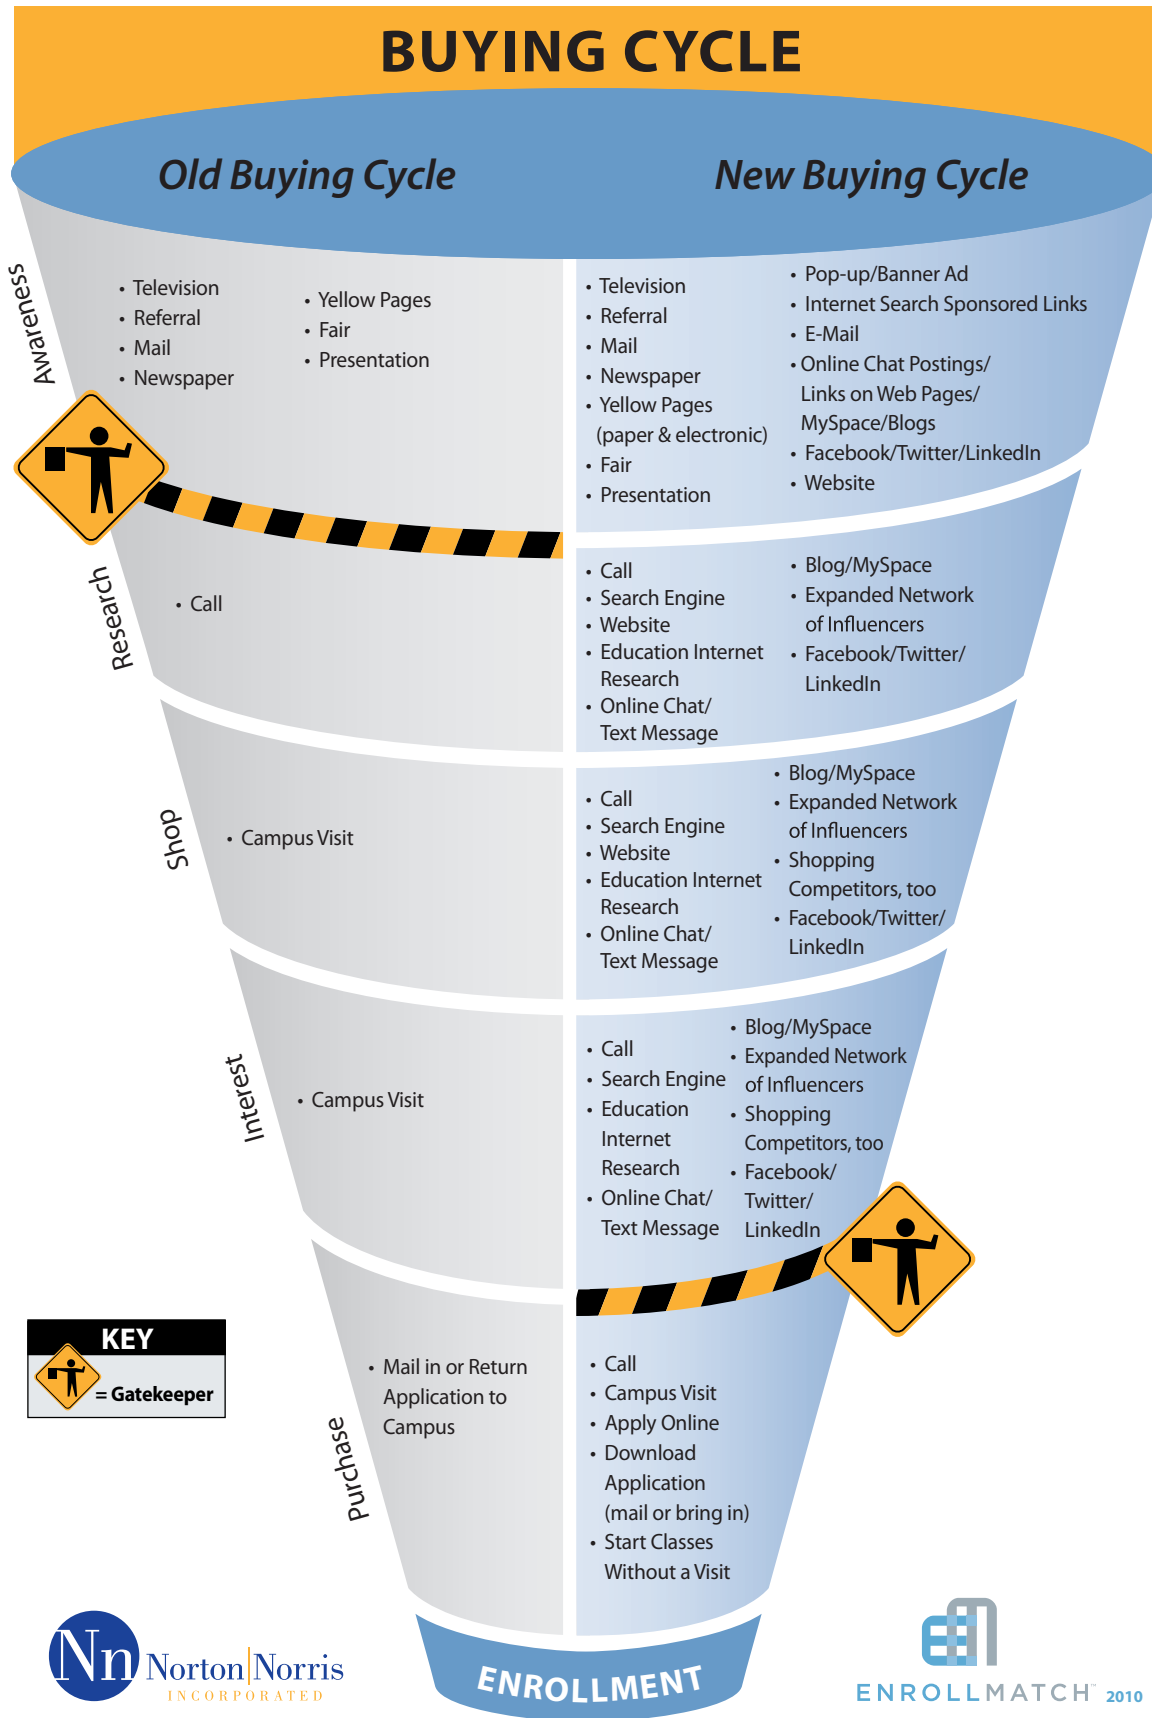 BUYING CYCLE
Old Buying Cycle
New Buying Cycle
Awareness
• Television
• Referral
• Mail
• Newspaper
• Yellow Pages
• Fair
• Presentation
• Television
• Referral
• Mail
• Newspaper
• Yellow Pages
(paper & electronic)
• Fair
• Presentation
• Pop-up/Banner Ad
• Internet Search Sponsored Links
• E-Mail
• Online Chat Postings/
Links on Web Pages/
MySpace/Blogs
• Facebook/Twitter/LinkedIn
• Website
Research
• Call
• Call
• Search Engine
• Website
• Education Internet
Research
• Online Chat/
Text Message
• Blog/MySpace
• Expanded Network
of Influencers
• Facebook/Twitter/
LinkedIn
Shop
• Campus Visit
• Call
• Search Engine
• Website
• Education Internet
Research
• Online Chat/
Text Message
• Blog/MySpace
• Expanded Network
of Influencers
• Shopping
Competitors, too
• Facebook/Twitter/
LinkedIn
Interest
• Campus Visit
• Call
• Search Engine
• Education
Internet
Research
• Online Chat/
Text Message
• Blog/MySpace
• Expanded Network
of Influencers
• Shopping
Competitors, too
• Facebook/
Twitter/
LinkedIn
KEY
= Gatekeeper
Purchase
• Mail in or Return
Application to
Campus
• Call
• Campus Visit
• Apply Online
• Download
Application
(mail or bring in)
• Start Classes
Without a Visit
ENROLLMENT
Nn Norton|Norris
INCORPORATED
em
ENROLLMATCH™ 2010